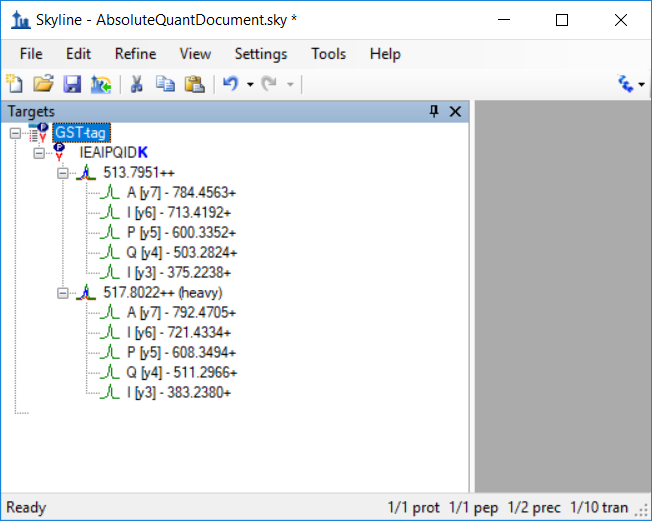 Skyline - AbsoluteQuantDocument.sky *
File Edit Refine View Settings Tools Help
Targets
GST-tag
IEAIPQIDK
513.7951++
A [y7] - 784.4563+
I [y6] - 713.4192+
P [y5] - 600.3352+
Q [y4] - 503.2824+
I [y3] - 375.2238+
517.8022++ (heavy)
A [y7] - 792.4705+
I [y6] - 721.4334+
P [y5] - 608.3494+
Q [y4] - 511.2966+
I [y3] - 383.2380+
Ready 1/1 prot 1/1 pep 1/2 prec 1/10 tran